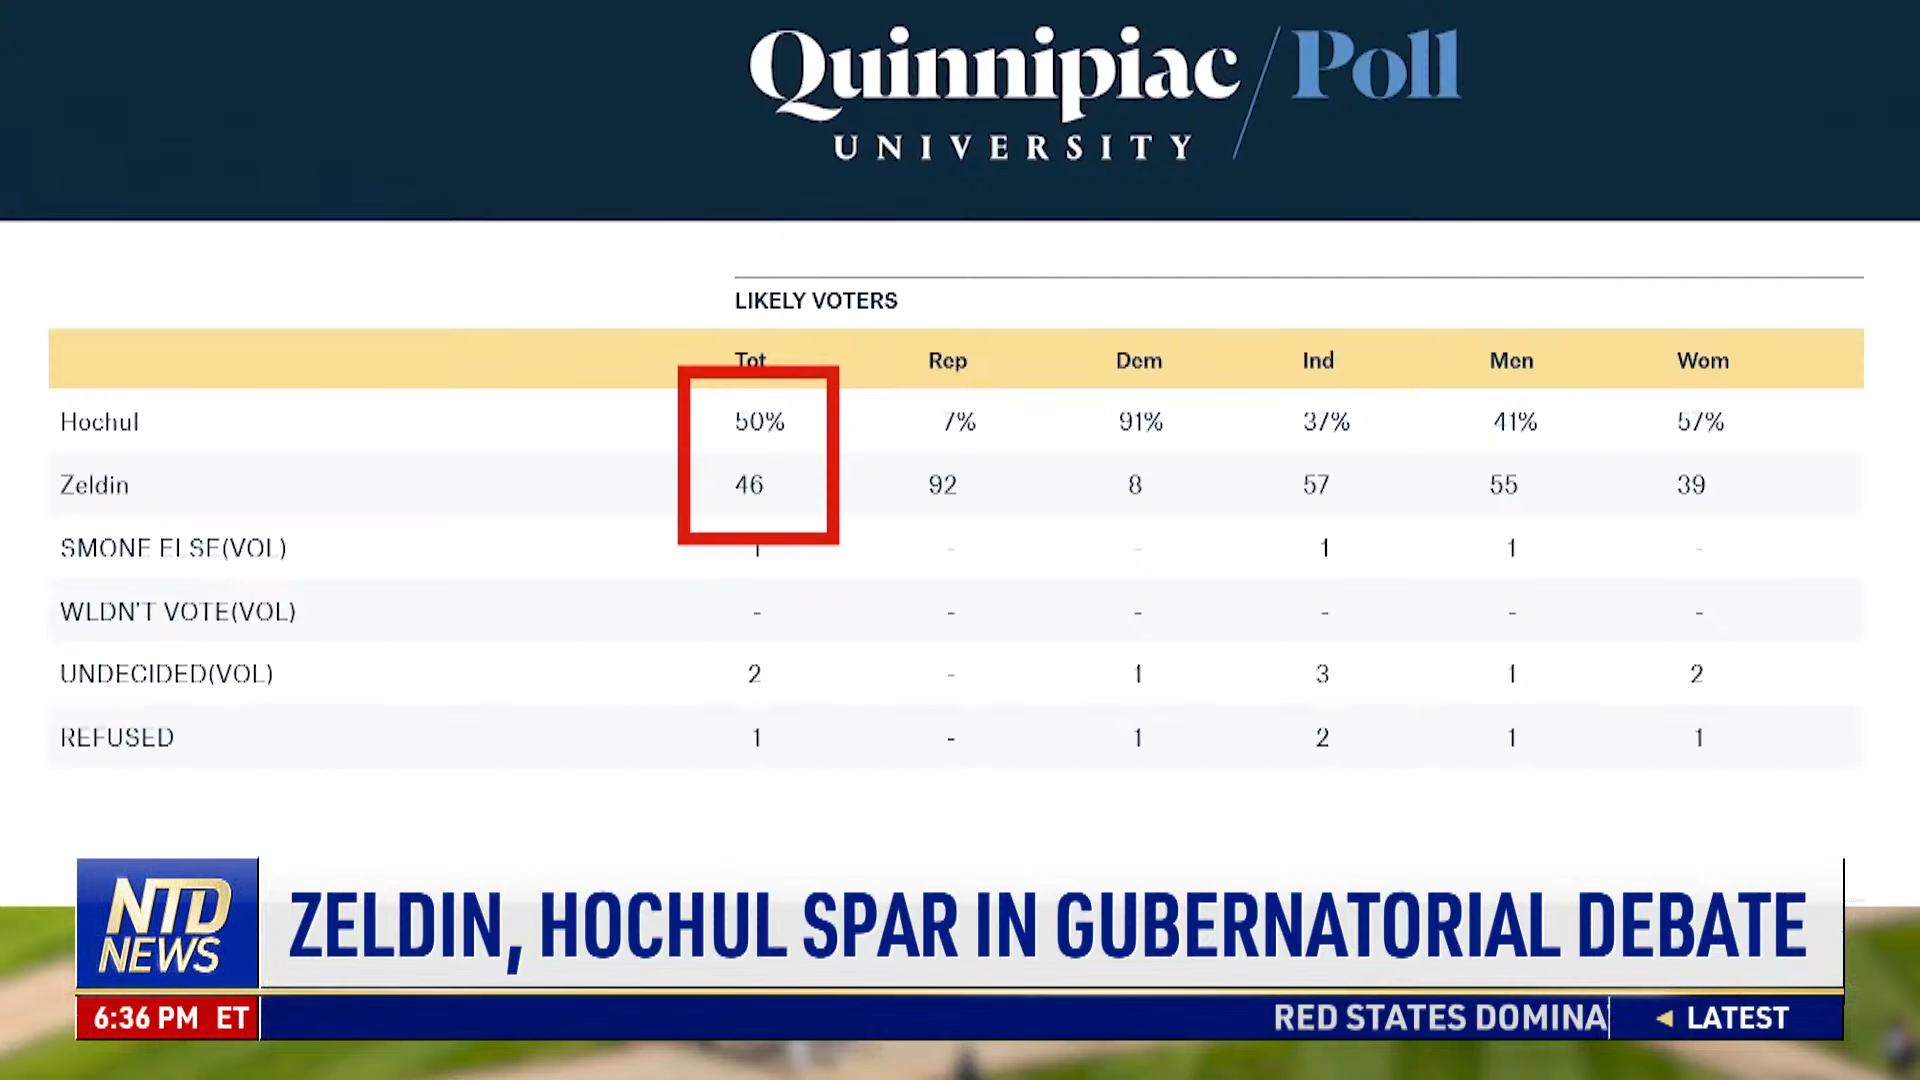 Quinnipiac / Poll
UNIVERSITY
LIKELY VOTERS
Tot Rep Dem Ind Men Wom
Hochul 50% 7% 91% 37% 41% 57%
Zeldin 46 92 8 57 55 39
SMONE ELSE(VOL) 1 - - 1 1 -
WLDN'T VOTE(VOL) - - - - - -
UNDECIDED(VOL) 2 - 1 3 1 2
REFUSED 1 - 1 2 1 1
NTD NEWS
ZELDIN, HOCHUL SPAR IN GUBERNATORIAL DEBATE
6:36 PM ET
RED STATES DOMINA
◄ LATEST